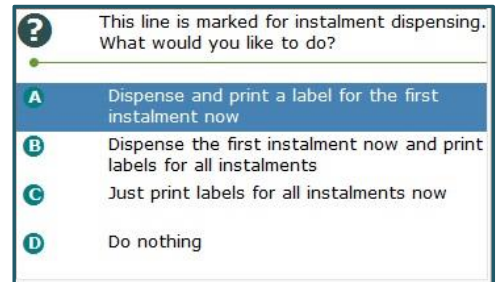 ?
This line is marked for instalment dispensing.
What would you like to do?
A Dispense and print a label for the first
instalment now
B Dispense the first instalment now and print
labels for all instalments
C Just print labels for all instalments now
D Do nothing